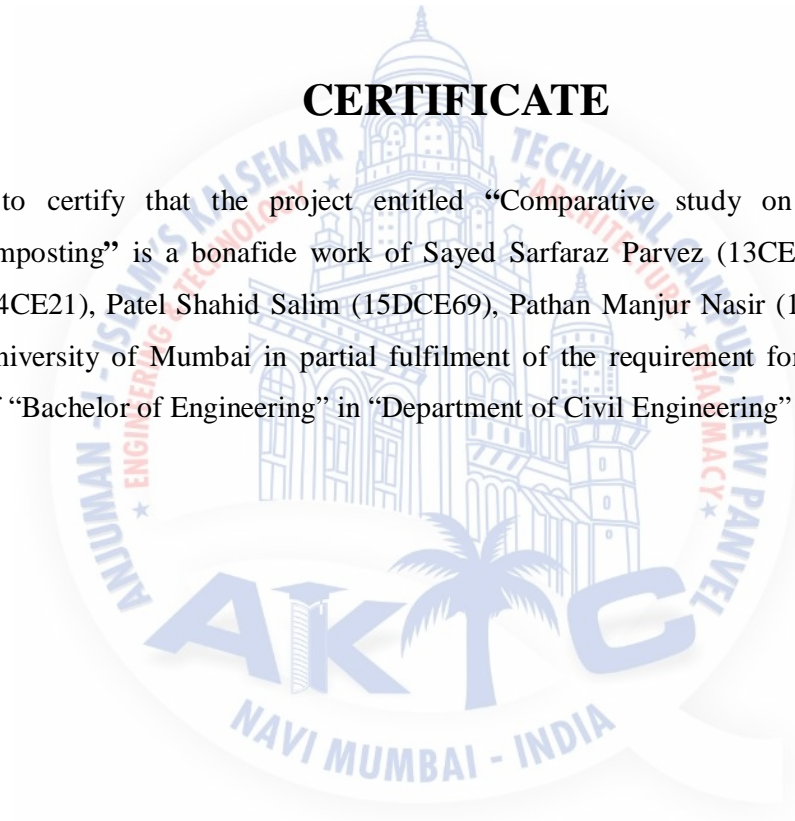 CERTIFICATE
to certify that the project entitled “Comparative study on
mposting” is a bonafide work of Sayed Sarfaraz Parvez (13CE
4CE21), Patel Shahid Salim (15DCE69), Pathan Manjur Nasir (1
niversity of Mumbai in partial fulfilment of the requirement for
“Bachelor of Engineering” in “Department of Civil Engineering”
ANJUMAN - I - ISLAM'S KALSEKAR TECHNICAL CAMPUS, NEW PANVEL
ENGINEERING & TECHNOLOGY ARCHITECTURE PHARMACY
AKTC
NAVI MUMBAI - INDIA